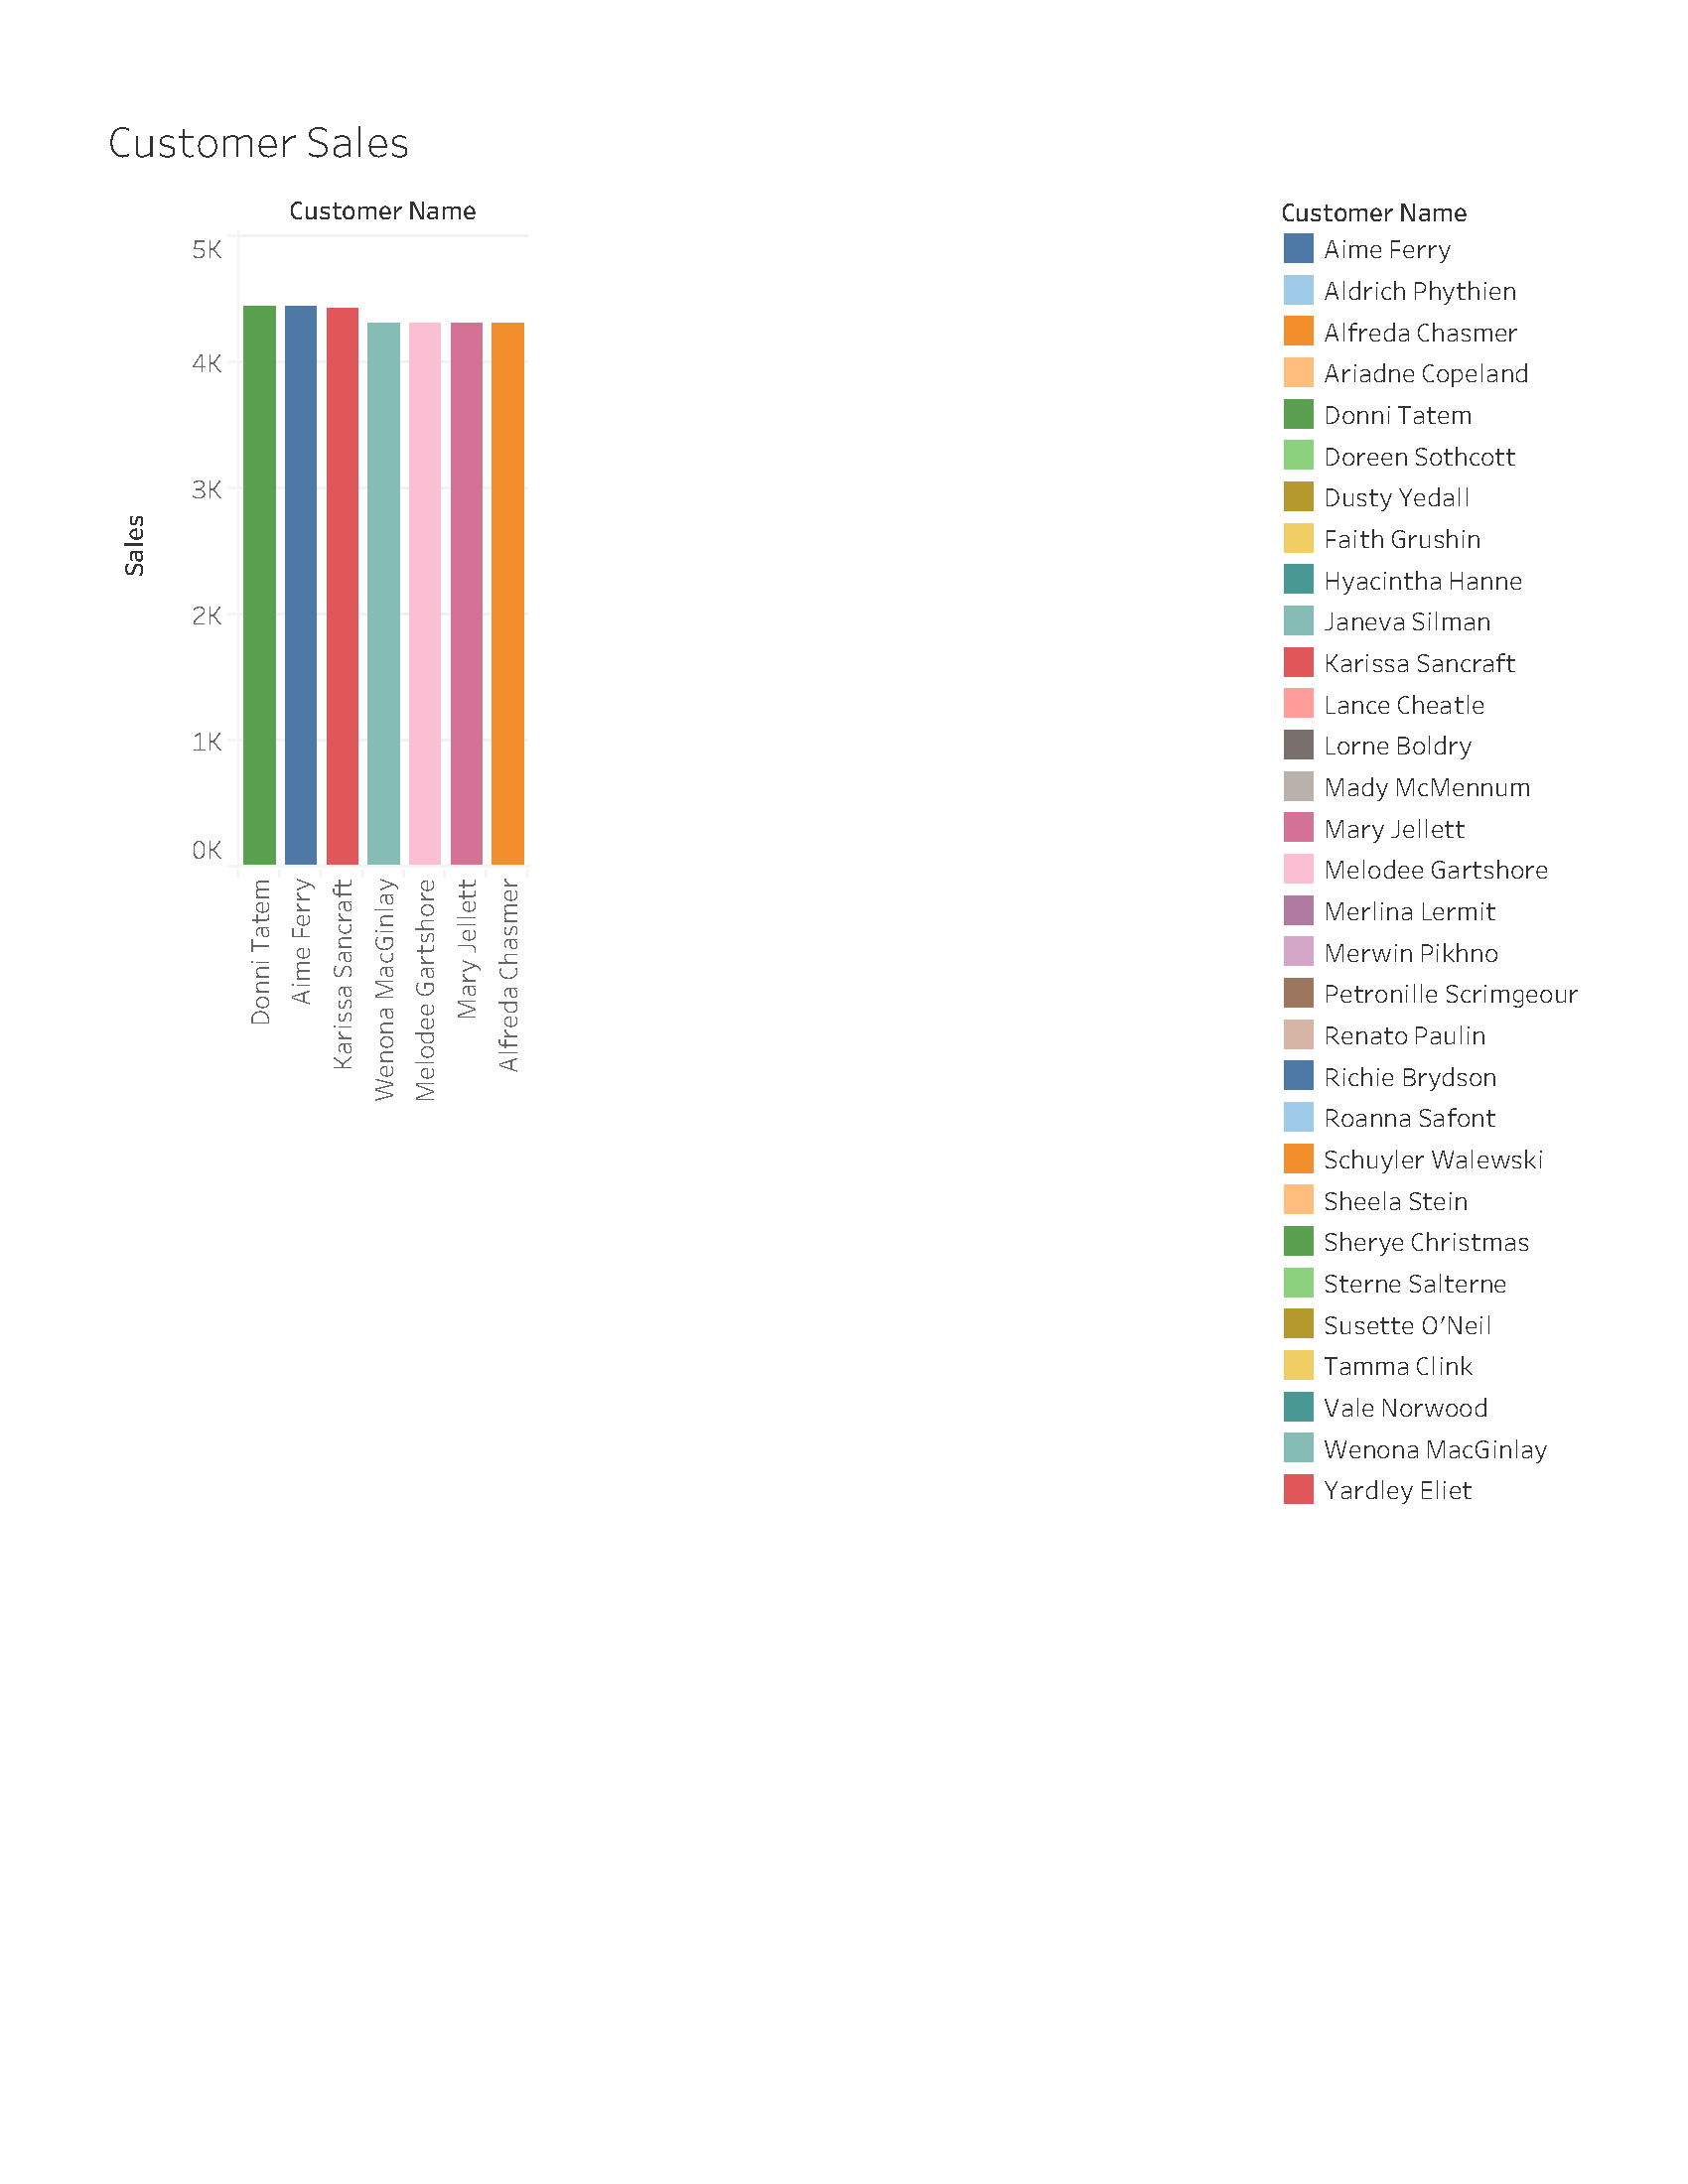 Customer Sales
Customer Name
5K
4K
3K
2K
1K
0K
Sales
Donni Tatem
Aime Ferry
Karissa Sancraft
Wenona MacGinlay
Melodee Gartshore
Mary Jellett
Alfreda Chasmer
Customer Name
Aime Ferry
Aldrich Phythien
Alfreda Chasmer
Ariadne Copeland
Donni Tatem
Doreen Sothcott
Dusty Yedall
Faith Grushin
Hyacintha Hanne
Janeva Silman
Karissa Sancraft
Lance Cheatle
Lorne Boldry
Mady McMennum
Mary Jellett
Melodee Gartshore
Merlina Lermit
Merwin Pikhno
Petronille Scrimgeour
Renato Paulin
Richie Brydson
Roanna Safont
Schuyler Walewski
Sheela Stein
Sherye Christmas
Sterne Salterne
Susette O’Neil
Tamma Clink
Vale Norwood
Wenona MacGinlay
Yardley Eliet